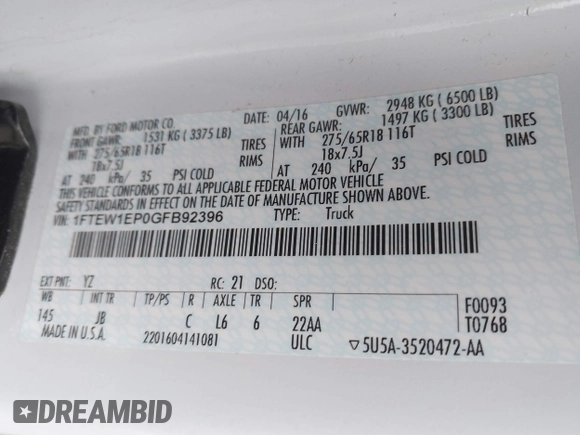 MFD. BY FORD MOTOR CO. DATE: 04/16 GVWR: 2948 KG ( 6500 LB)
FRONT GAWR: 1531 KG ( 3375 LB) REAR GAWR: 1497 KG ( 3300 LB)
WITH 275/65R18 116T TIRES WITH 275/65R18 116T TIRES
18x7.5J RIMS 18x7.5J RIMS
AT 240 kPa/ 35 PSI COLD AT 240 kPa/ 35 PSI COLD
THIS VEHICLE CONFORMS TO ALL APPLICABLE FEDERAL MOTOR VEHICLE
SAFETY STANDARDS IN EFFECT ON THE DATE OF MANUFACTURE SHOWN ABOVE.
VIN: 1FTEW1EP0GFB92396 TYPE: Truck
EXT PNT: YZ RC: 21 DSO:
WB INT TR TP/PS R AXLE TR SPR F0093
145 JB C L6 6 22AA T0768
MADE IN U.S.A. 2201604141081 ULC ▽5U5A-3520472-AA
DREAMBID